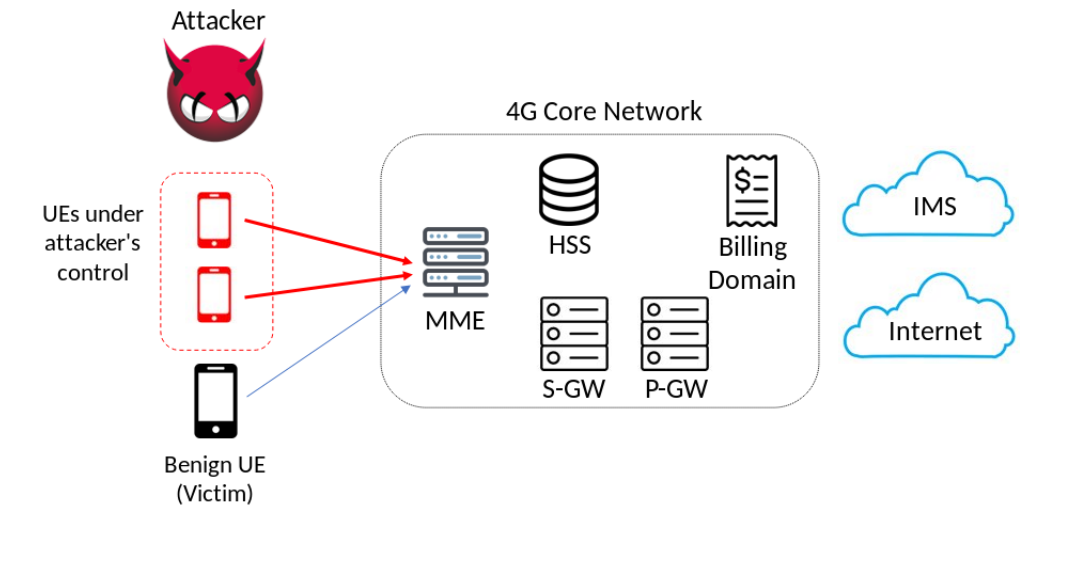 Attacker
4G Core Network
UEs under
attacker's
control
HSS
$
Billing
Domain
MME
S-GW
P-GW
IMS
Internet
Benign UE
(Victim)